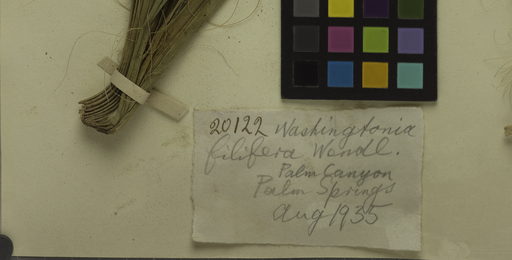 20122 Washingtonia
filifera Wendl.
Palm Canyon
Palm Springs
Aug 1935